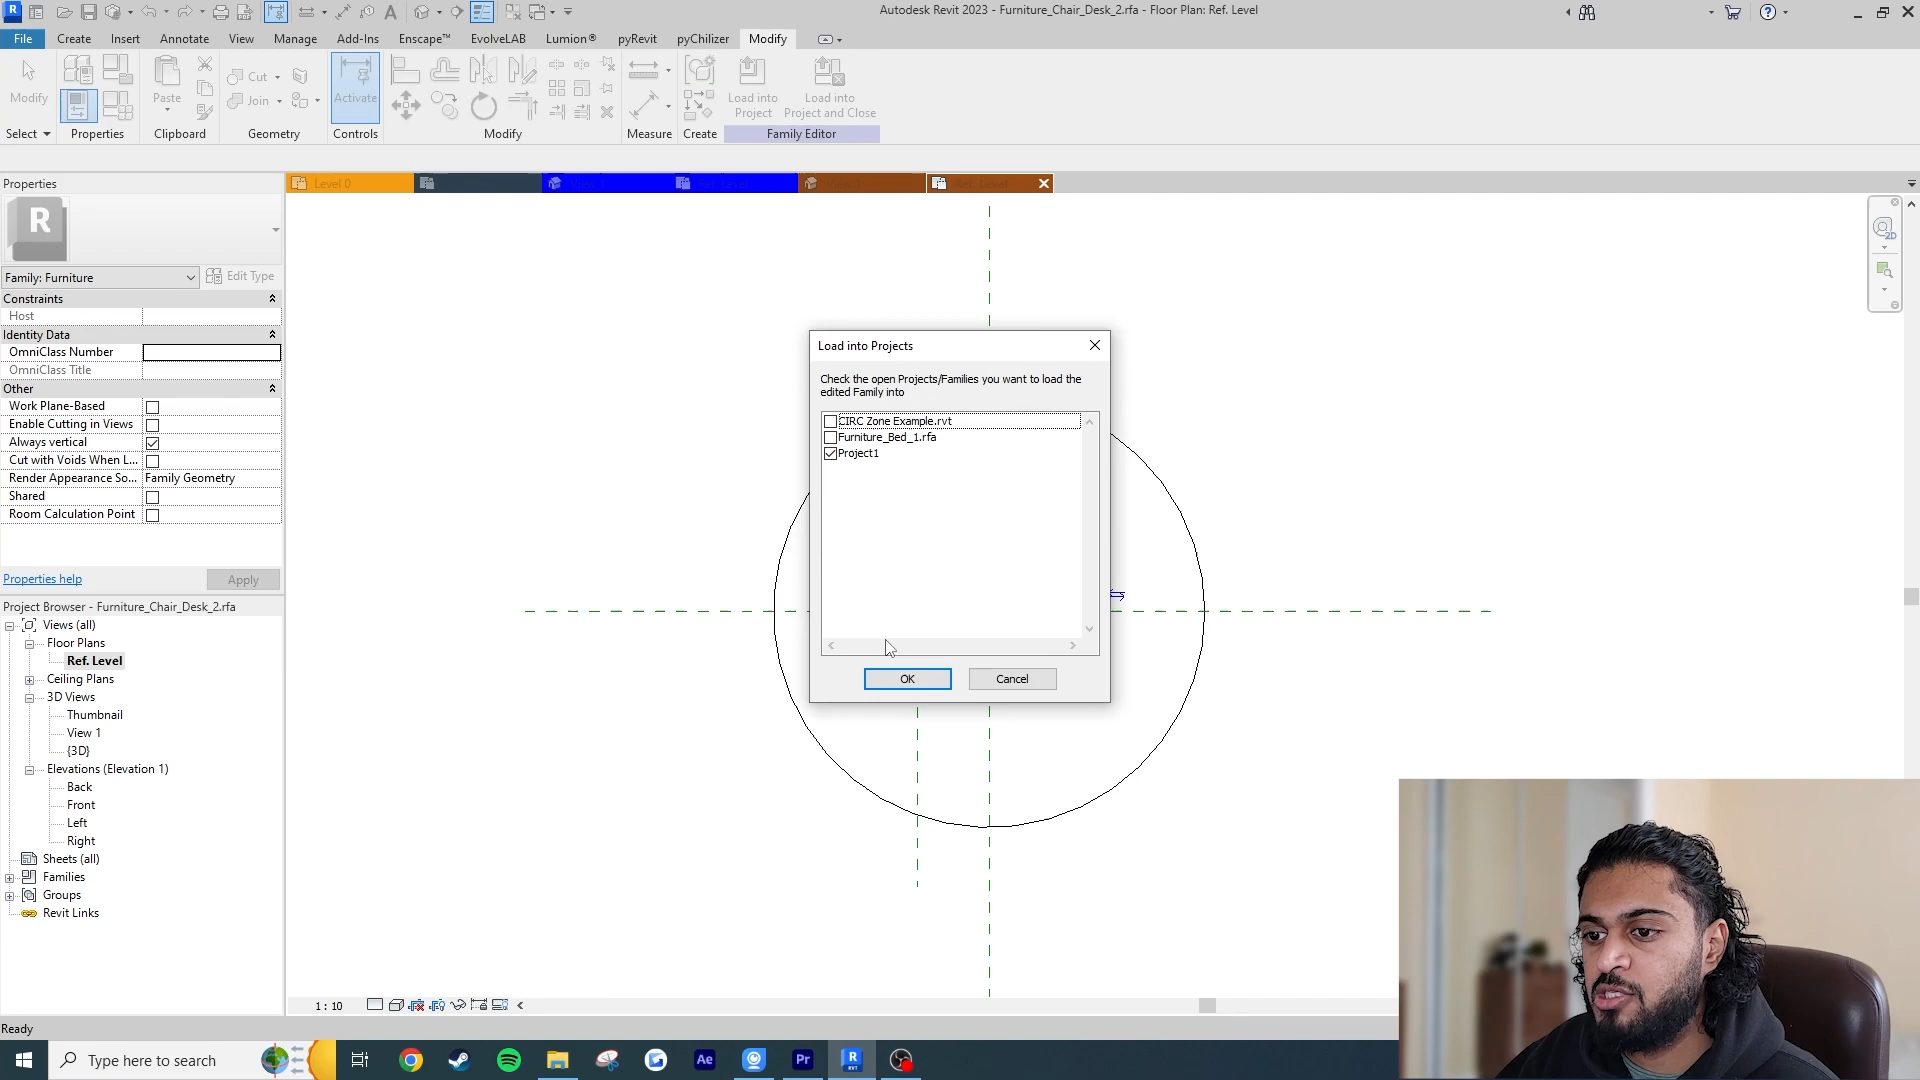 Autodesk Revit 2023 - Furniture_Chair_Desk_2.rfa - Floor Plan: Ref. Level
File Create Insert Annotate View Manage Add-Ins Enscape™ EvolveLAB Lumion® pyRevit pyChilizer Modify
Modify
Paste
Cut
Join
Activate
Load into Project
Load into Project and Close
Select Properties Clipboard Geometry Controls Modify Measure Create Family Editor
Level 0
Properties
R
Family: Furniture
Edit Type
Constraints
Host
Identity Data
OmniClass Number
OmniClass Title
Other
Work Plane-Based
Enable Cutting in Views
Always vertical
Cut with Voids When L...
Render Appearance So... Family Geometry
Shared
Room Calculation Point
Properties help
Apply
Project Browser - Furniture_Chair_Desk_2.rfa
Views (all)
Floor Plans
Ref. Level
Ceiling Plans
3D Views
Thumbnail
View 1
{3D}
Elevations (Elevation 1)
Back
Front
Left
Right
Sheets (all)
Families
Groups
Revit Links
Load into Projects
Check the open Projects/Families you want to load the
edited Family into
CIRC Zone Example.rvt
Furniture_Bed_1.rfa
Project1
OK
Cancel
2D
1 : 10
Ready
Type here to search
Ae
Pr
R
RVT